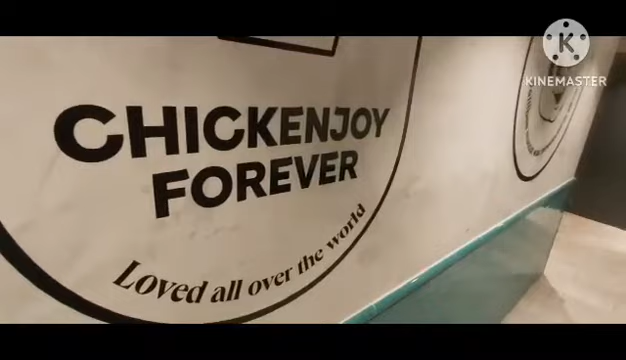 KINEMASTER
CHICKENJOY
FOREVER
Loved all over the world